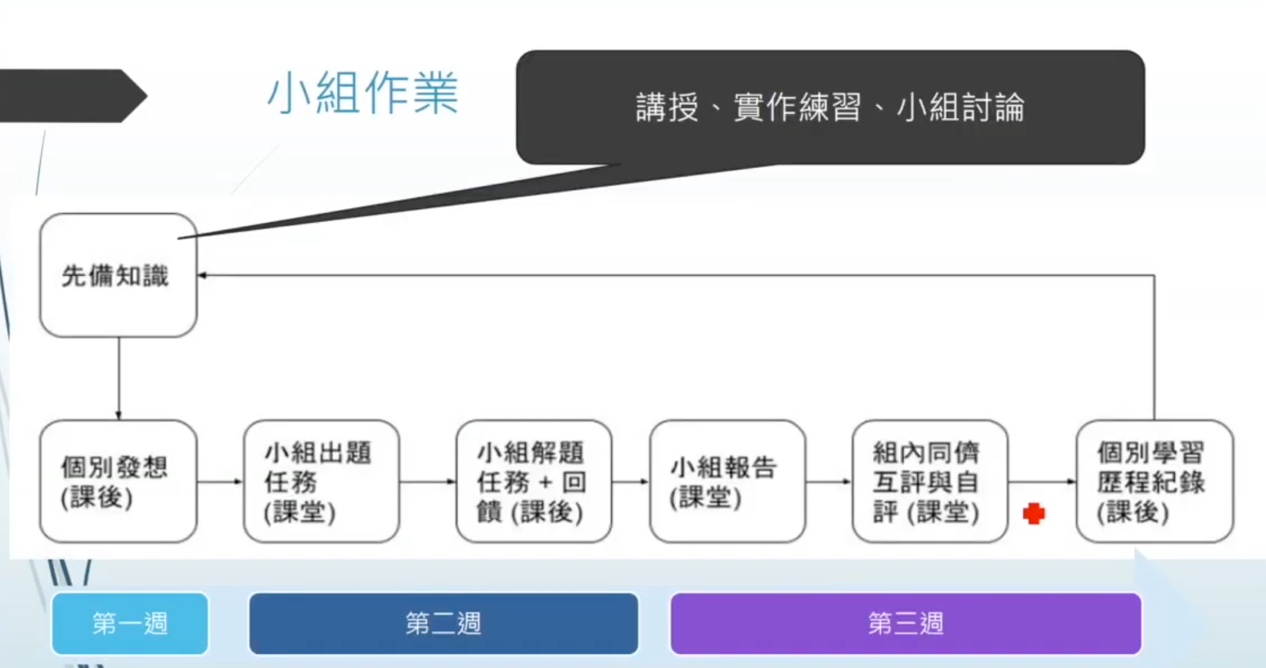 小組作業
講授、實作練習、小組討論
先備知識
個別發想
(課後)
小組出題
任務
(課堂)
小組解題
任務 + 回
饋 (課後)
小組報告
(課堂)
組內同儕
互評與自
評 (課堂)
個別學習
歷程紀錄
(課後)
第一週
第二週
第三週